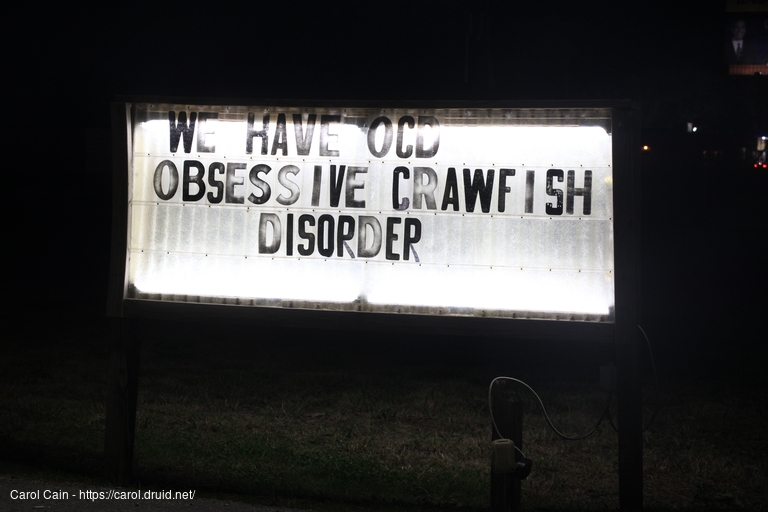 WE HAVE OCD
OBSESSIVE CRAWFISH
DISORDER
Carol Cain - https://carol.druid.net/